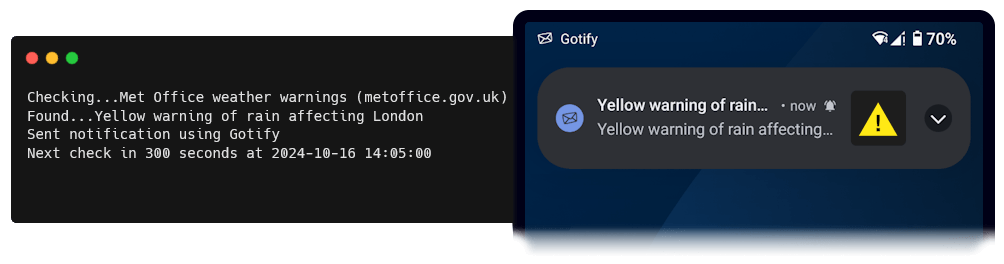 Checking...Met Office weather warnings (metoffice.gov.uk)
Found...Yellow warning of rain affecting London
Sent notification using Gotify
Next check in 300 seconds at 2024-10-16 14:05:00
Gotify 70%
Yellow warning of rain... • now
Yellow warning of rain affecting...